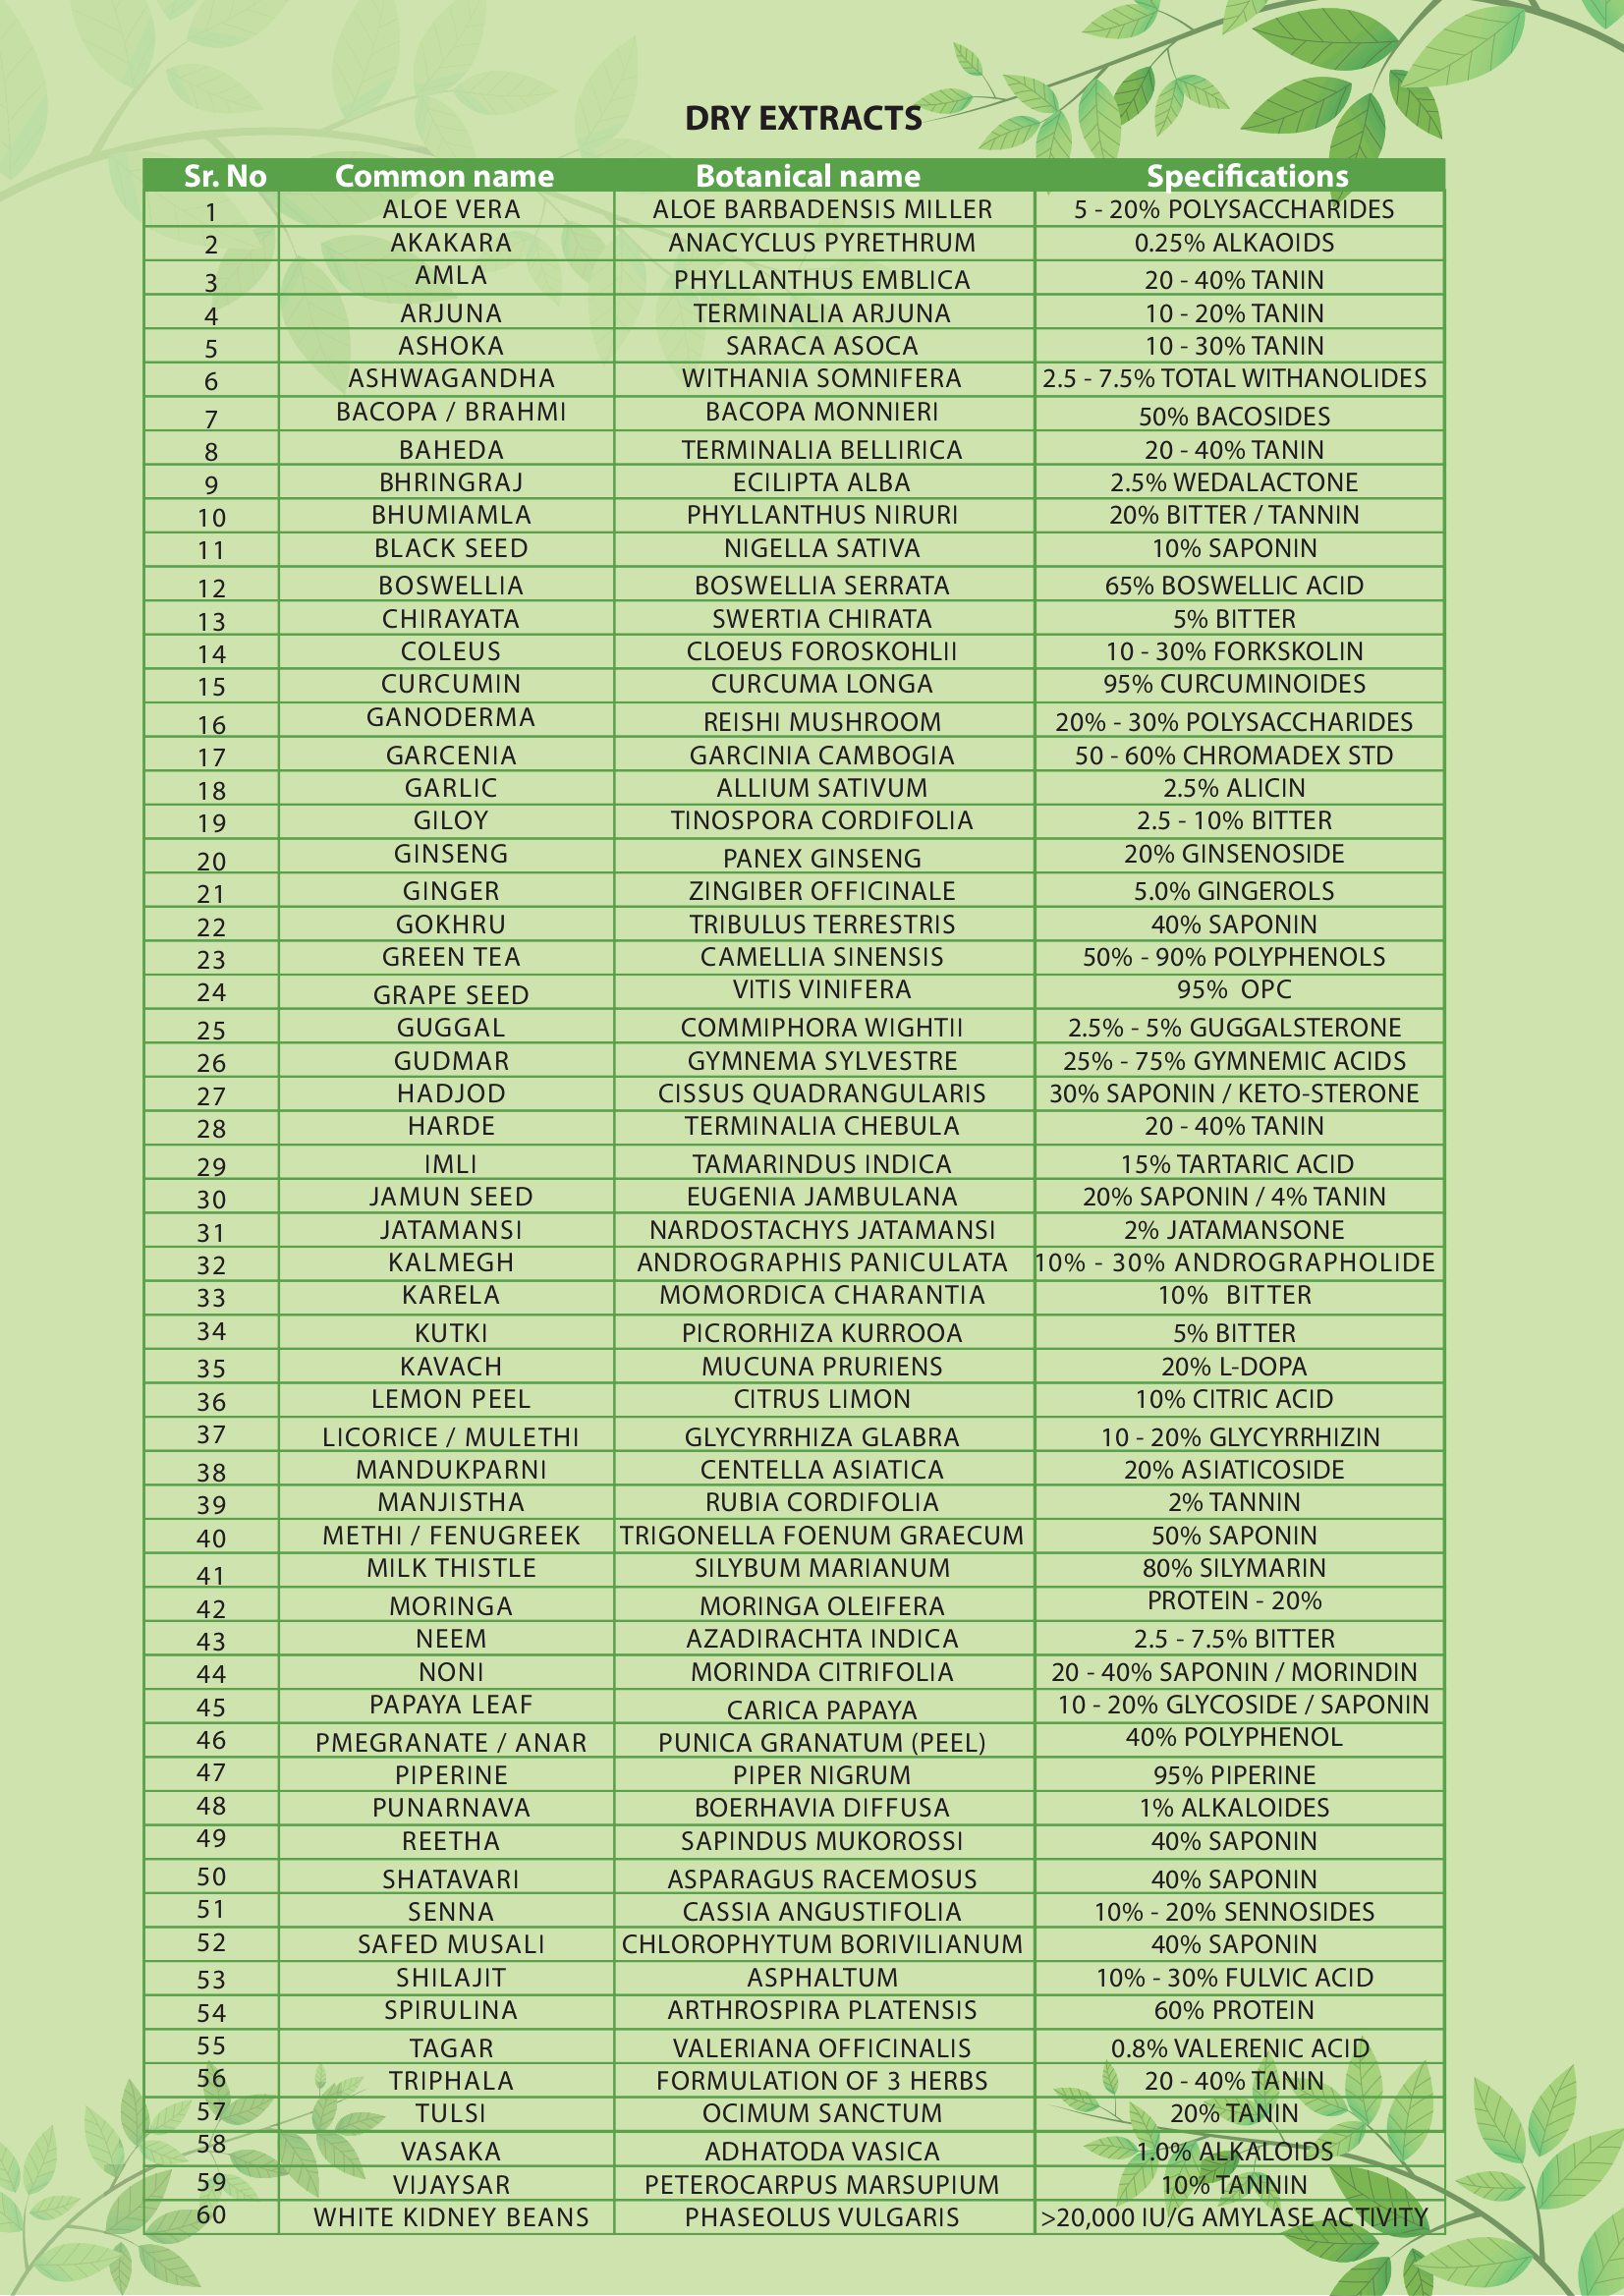 DRY EXTRACTS
Sr. No Common name Botanical name Specifications
1 ALOE VERA ALOE BARBADENSIS MILLER 5 - 20% POLYSACCHARIDES
2 AKAKARA ANACYCLUS PYRETHRUM 0.25% ALKAOIDS
3 AMLA PHYLLANTHUS EMBLICA 20 - 40% TANIN
4 ARJUNA TERMINALIA ARJUNA 10 - 20% TANIN
5 ASHOKA SARACA ASOCA 10 - 30% TANIN
6 ASHWAGANDHA WITHANIA SOMNIFERA 2.5 - 7.5% TOTAL WITHANOLIDES
7 BACOPA / BRAHMI BACOPA MONNIERI 50% BACOSIDES
8 BAHEDA TERMINALIA BELLIRICA 20 - 40% TANIN
9 BHRINGRAJ ECILIPTA ALBA 2.5% WEDALACTONE
10 BHUMIAMLA PHYLLANTHUS NIRURI 20% BITTER / TANNIN
11 BLACK SEED NIGELLA SATIVA 10% SAPONIN
12 BOSWELLIA BOSWELLIA SERRATA 65% BOSWELLIC ACID
13 CHIRAYATA SWERTIA CHIRATA 5% BITTER
14 COLEUS CLOEUS FOROSKOHLII 10 - 30% FORKSKOLIN
15 CURCUMIN CURCUMA LONGA 95% CURCUMINOIDES
16 GANODERMA REISHI MUSHROOM 20% - 30% POLYSACCHARIDES
17 GARCENIA GARCINIA CAMBOGIA 50 - 60% CHROMADEX STD
18 GARLIC ALLIUM SATIVUM 2.5% ALICIN
19 GILOY TINOSPORA CORDIFOLIA 2.5 - 10% BITTER
20 GINSENG PANEX GINSENG 20% GINSENOSIDE
21 GINGER ZINGIBER OFFICINALE 5.0% GINGEROLS
22 GOKHRU TRIBULUS TERRESTRIS 40% SAPONIN
23 GREEN TEA CAMELLIA SINENSIS 50% - 90% POLYPHENOLS
24 GRAPE SEED VITIS VINIFERA 95% OPC
25 GUGGAL COMMIPHORA WIGHTII 2.5% - 5% GUGGALSTERONE
26 GUDMAR GYMNEMA SYLVESTRE 25% - 75% GYMNEMIC ACIDS
27 HADJOD CISSUS QUADRANGULARIS 30% SAPONIN / KETO-STERONE
28 HARDE TERMINALIA CHEBULA 20 - 40% TANIN
29 IMLI TAMARINDUS INDICA 15% TARTARIC ACID
30 JAMUN SEED EUGENIA JAMBULANA 20% SAPONIN / 4% TANIN
31 JATAMANSI NARDOSTACHYS JATAMANSI 2% JATAMANSONE
32 KALMEGH ANDROGRAPHIS PANICULATA 10% - 30% ANDROGRAPHOLIDE
33 KARELA MOMORDICA CHARANTIA 10% BITTER
34 KUTKI PICRORHIZA KURROOA 5% BITTER
35 KAVACH MUCUNA PRURIENS 20% L-DOPA
36 LEMON PEEL CITRUS LIMON 10% CITRIC ACID
37 LICORICE / MULETHI GLYCYRRHIZA GLABRA 10 - 20% GLYCYRRHIZIN
38 MANDUKPARNI CENTELLA ASIATICA 20% ASIATICOSIDE
39 MANJISTHA RUBIA CORDIFOLIA 2% TANNIN
40 METHI / FENUGREEK TRIGONELLA FOENUM GRAECUM 50% SAPONIN
41 MILK THISTLE SILYBUM MARIANUM 80% SILYMARIN
42 MORINGA MORINGA OLEIFERA PROTEIN - 20%
43 NEEM AZADIRACHTA INDICA 2.5 - 7.5% BITTER
44 NONI MORINDA CITRIFOLIA 20 - 40% SAPONIN / MORINDIN
45 PAPAYA LEAF CARICA PAPAYA 10 - 20% GLYCOSIDE / SAPONIN
46 PMEGRANATE / ANAR PUNICA GRANATUM (PEEL) 40% POLYPHENOL
47 PIPERINE PIPER NIGRUM 95% PIPERINE
48 PUNARNAVA BOERHAVIA DIFFUSA 1% ALKALOIDES
49 REETHA SAPINDUS MUKOROSSI 40% SAPONIN
50 SHATAVARI ASPARAGUS RACEMOSUS 40% SAPONIN
51 SENNA CASSIA ANGUSTIFOLIA 10% - 20% SENNOSIDES
52 SAFED MUSALI CHLOROPHYTUM BORIVILIANUM 40% SAPONIN
53 SHILAJIT ASPHALTUM 10% - 30% FULVIC ACID
54 SPIRULINA ARTHROSPIRA PLATENSIS 60% PROTEIN
55 TAGAR VALERIANA OFFICINALIS 0.8% VALERENIC ACID
56 TRIPHALA FORMULATION OF 3 HERBS 20 - 40% TANIN
57 TULSI OCIMUM SANCTUM 20% TANIN
58 VASAKA ADHATODA VASICA 1.0% ALKALOIDS
59 VIJAYSAR PETEROCARPUS MARSUPIUM 10% TANNIN
60 WHITE KIDNEY BEANS PHASEOLUS VULGARIS >20,000 IU/G AMYLASE ACTIVITY